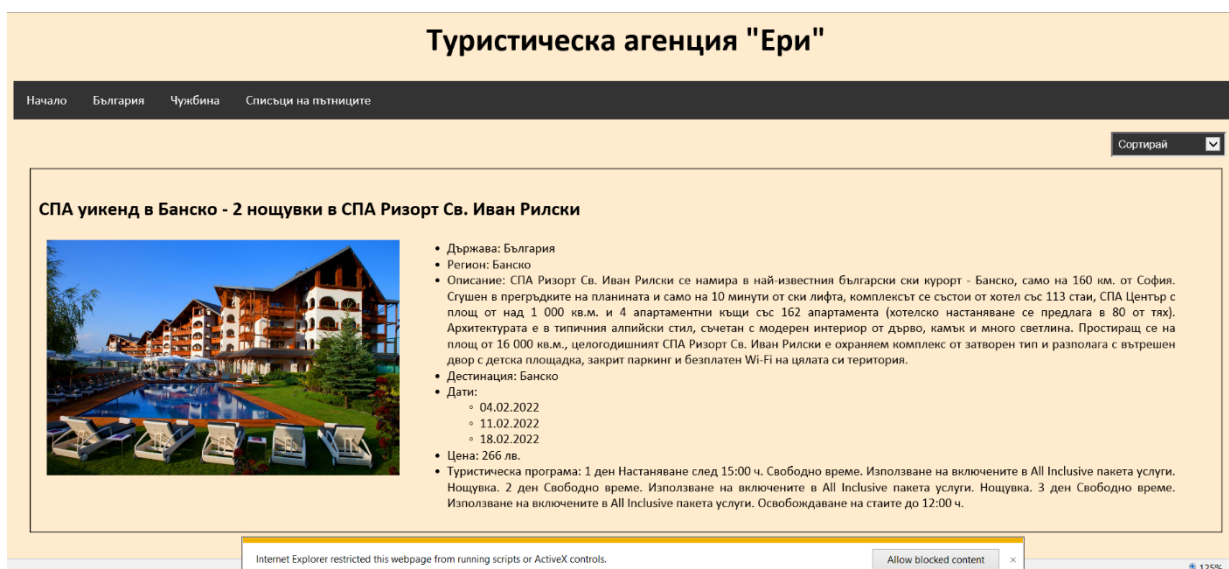 Туристическа агенция "Ери"
Начало България Чужбина Списъци на пътниците
Сортирай
СПА уикенд в Банско - 2 нощувки в СПА Ризорт Св. Иван Рилски
• Държава: България
• Регион: Банско
• Описание: СПА Ризорт Св. Иван Рилски се намира в най-известния български ски курорт - Банско, само на 160 км. от София.
Сгушен в прегръдките на планината и само на 10 минути от ски лифта, комплексът се състои от хотел със 113 стаи, СПА Център с
площ от над 1 000 кв.м. и 4 апартаментни къщи със 162 апартамента (хотелско настаняване се предлага в 80 от тях).
Архитектурата е в типичния алпийски стил, съчетан с модерен интериор от дърво, камък и много светлина. Простиращ се на
площ от 16 000 кв.м., целогодишният СПА Ризорт Св. Иван Рилски е охраняем комплекс от затворен тип и разполага с вътрешен
двор с детска площадка, закрит паркинг и безплатен Wi-Fi на цялата си територия.
• Дестинация: Банско
• Дати:
◦ 04.02.2022
◦ 11.02.2022
◦ 18.02.2022
• Цена: 266 лв.
• Туристическа програма: 1 ден Настаняване след 15:00 ч. Свободно време. Използване на включените в All Inclusive пакета услуги.
Нощувка. 2 ден Свободно време. Използване на включените в All Inclusive пакета услуги. Нощувка. 3 ден Свободно време.
Използване на включените в All Inclusive пакета услуги. Освобождаване на стаите до 12:00 ч.
Internet Explorer restricted this webpage from running scripts or ActiveX controls. Allow blocked content ×
125%